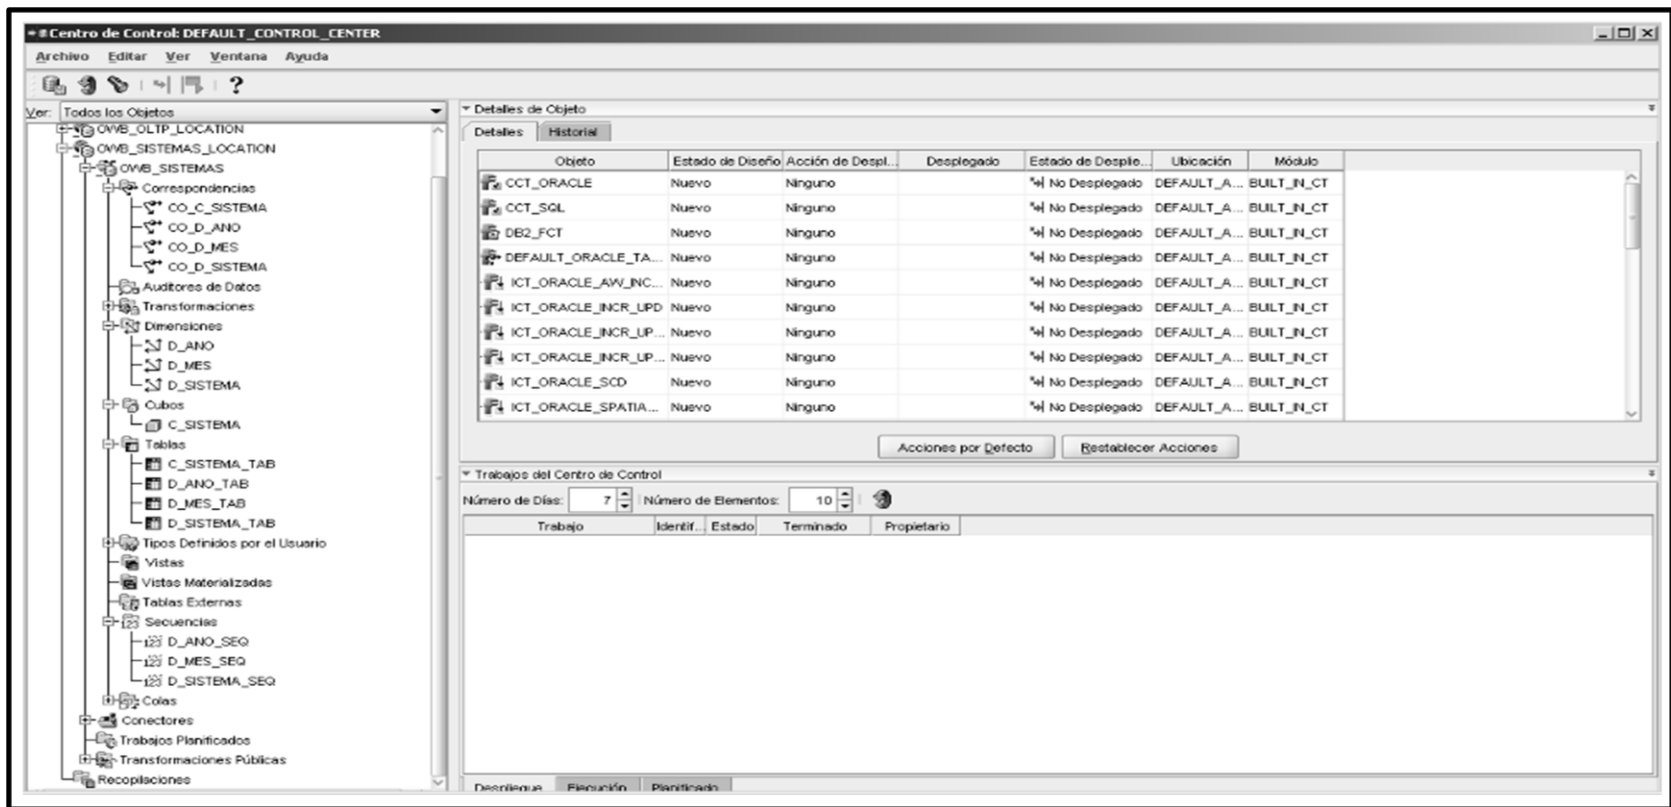 Centro de Control: DEFAULT_CONTROL_CENTER
Archivo Editar Ver Ventana Ayuda
Ver: Todos los Objetos
OWB_OLTP_LOCATION
OWB_SISTEMAS_LOCATION
OWB_SISTEMAS
Correspondencias
CO_C_SISTEMA
CO_D_ANO
CO_D_MES
CO_D_SISTEMA
Auditores de Datos
Transformaciones
Dimensiones
D_ANO
D_MES
D_SISTEMA
Cubos
C_SISTEMA
Tablas
C_SISTEMA_TAB
D_ANO_TAB
D_MES_TAB
D_SISTEMA_TAB
Tipos Definidos por el Usuario
Vistas
Vistas Materializadas
Tablas Externas
Secuencias
D_ANO_SEQ
D_MES_SEQ
D_SISTEMA_SEQ
Colas
Conectores
Trabajos Planificados
Transformaciones Públicas
Recopilaciones
Detalles de Objeto
Detalles Historial
Objeto Estado de Diseño Acción de Despl... Desplegado Estado de Desplie... Ubicación Módulo
CCT_ORACLE Nuevo Ninguno No Desplegado DEFAULT_A... BUILT_IN_CT
CCT_SQL Nuevo Ninguno No Desplegado DEFAULT_A... BUILT_IN_CT
DB2_FCT Nuevo Ninguno No Desplegado DEFAULT_A... BUILT_IN_CT
DEFAULT_ORACLE_TA... Nuevo Ninguno No Desplegado DEFAULT_A... BUILT_IN_CT
ICT_ORACLE_AW_INC... Nuevo Ninguno No Desplegado DEFAULT_A... BUILT_IN_CT
ICT_ORACLE_INCR_UPD Nuevo Ninguno No Desplegado DEFAULT_A... BUILT_IN_CT
ICT_ORACLE_INCR_UP... Nuevo Ninguno No Desplegado DEFAULT_A... BUILT_IN_CT
ICT_ORACLE_INCR_UP... Nuevo Ninguno No Desplegado DEFAULT_A... BUILT_IN_CT
ICT_ORACLE_SCD Nuevo Ninguno No Desplegado DEFAULT_A... BUILT_IN_CT
ICT_ORACLE_SPATIA... Nuevo Ninguno No Desplegado DEFAULT_A... BUILT_IN_CT
Acciones por Defecto Restablecer Acciones
Trabajos del Centro de Control
Número de Días: 7 Número de Elementos: 10
Trabajo Identif... Estado Terminado Propietario
Despliegue Ejecución Planificado